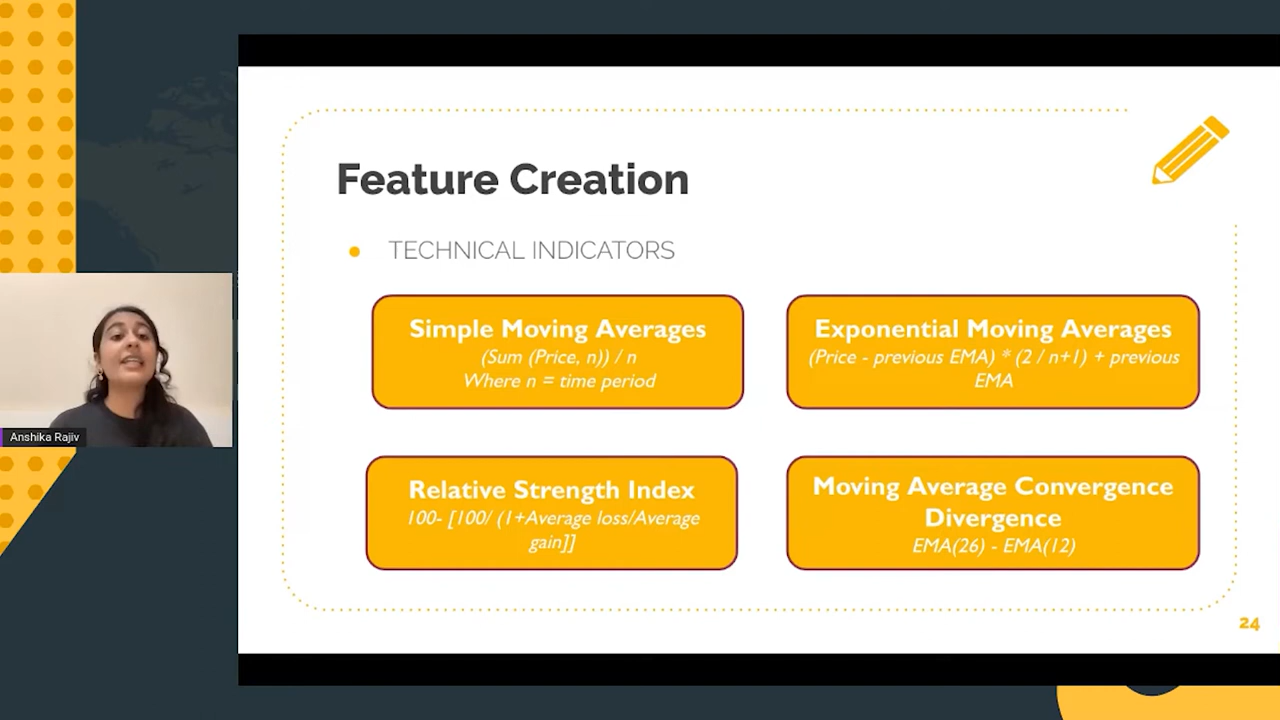 Feature Creation
TECHNICAL INDICATORS
Simple Moving Averages
(Sum (Price, n)) / n
Where n = time period
Exponential Moving Averages
(Price - previous EMA) * (2 / n+1) + previous
EMA
Relative Strength Index
100- [100/ (1+Average loss/Average
gain]]
Moving Average Convergence
Divergence
EMA(26) - EMA(12)
24
Anshika Rajiv